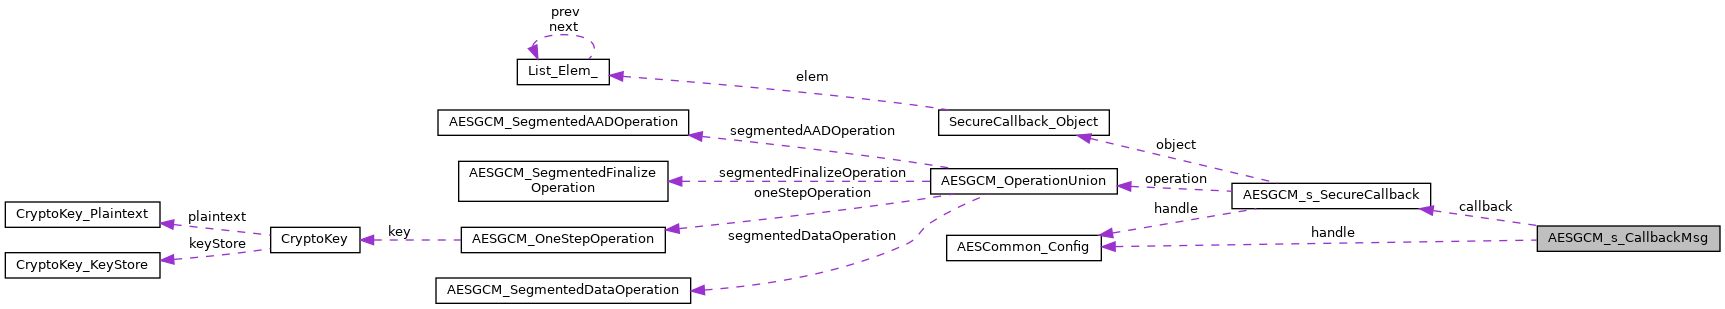 prev
next
List_Elem_
elem
AESGCM_SegmentedAADOperation
segmentedAADOperation
SecureCallback_Object
object
AESGCM_SegmentedFinalize
Operation
segmentedFinalizeOperation
AESGCM_OperationUnion
operation
AESGCM_s_SecureCallback
oneStepOperation
CryptoKey_Plaintext
plaintext
handle
callback
CryptoKey
key
AESGCM_OneStepOperation
segmentedDataOperation
AESCommon_Config
handle
AESGCM_s_CallbackMsg
keyStore
CryptoKey_KeyStore
AESGCM_SegmentedDataOperation